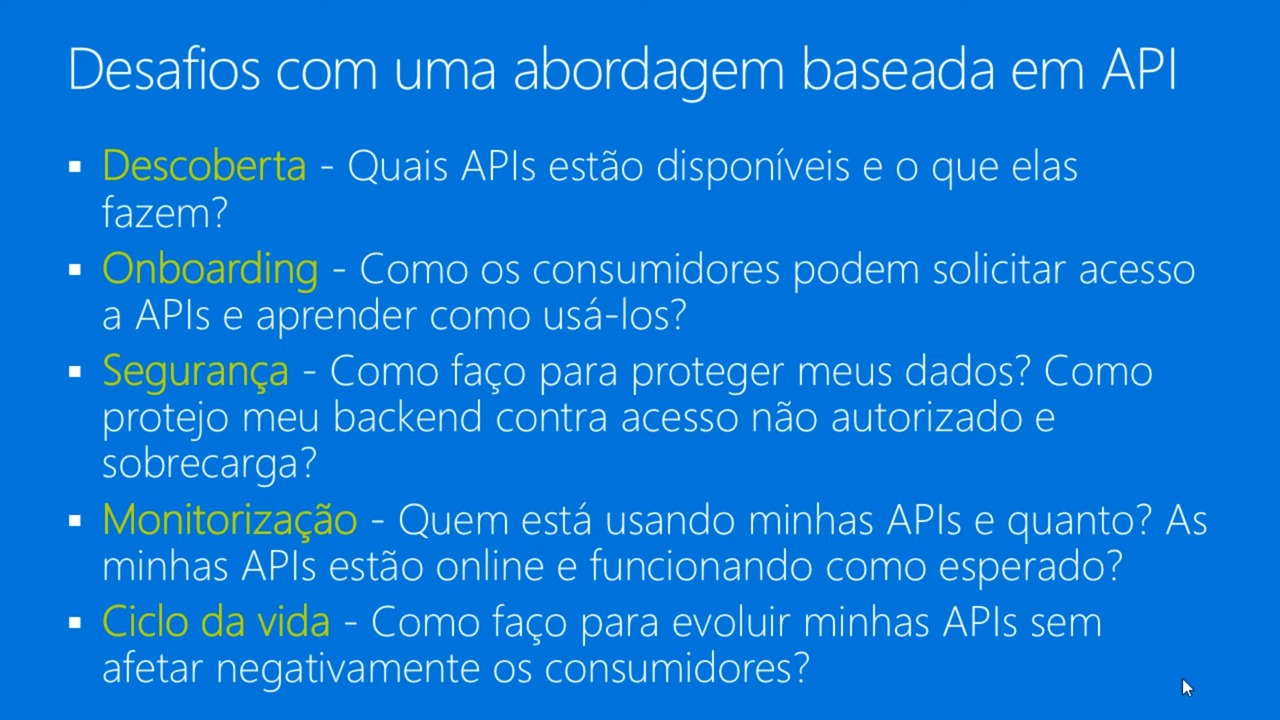 Desafios com uma abordagem baseada em API
▪ Descoberta - Quais APIs estão disponíveis e o que elas
fazem?
▪ Onboarding - Como os consumidores podem solicitar acesso
a APIs e aprender como usá-los?
▪ Segurança - Como faço para proteger meus dados? Como
protejo meu backend contra acesso não autorizado e
sobrecarga?
▪ Monitorização - Quem está usando minhas APIs e quanto? As
minhas APIs estão online e funcionando como esperado?
▪ Ciclo da vida - Como faço para evoluir minhas APIs sem
afetar negativamente os consumidores?